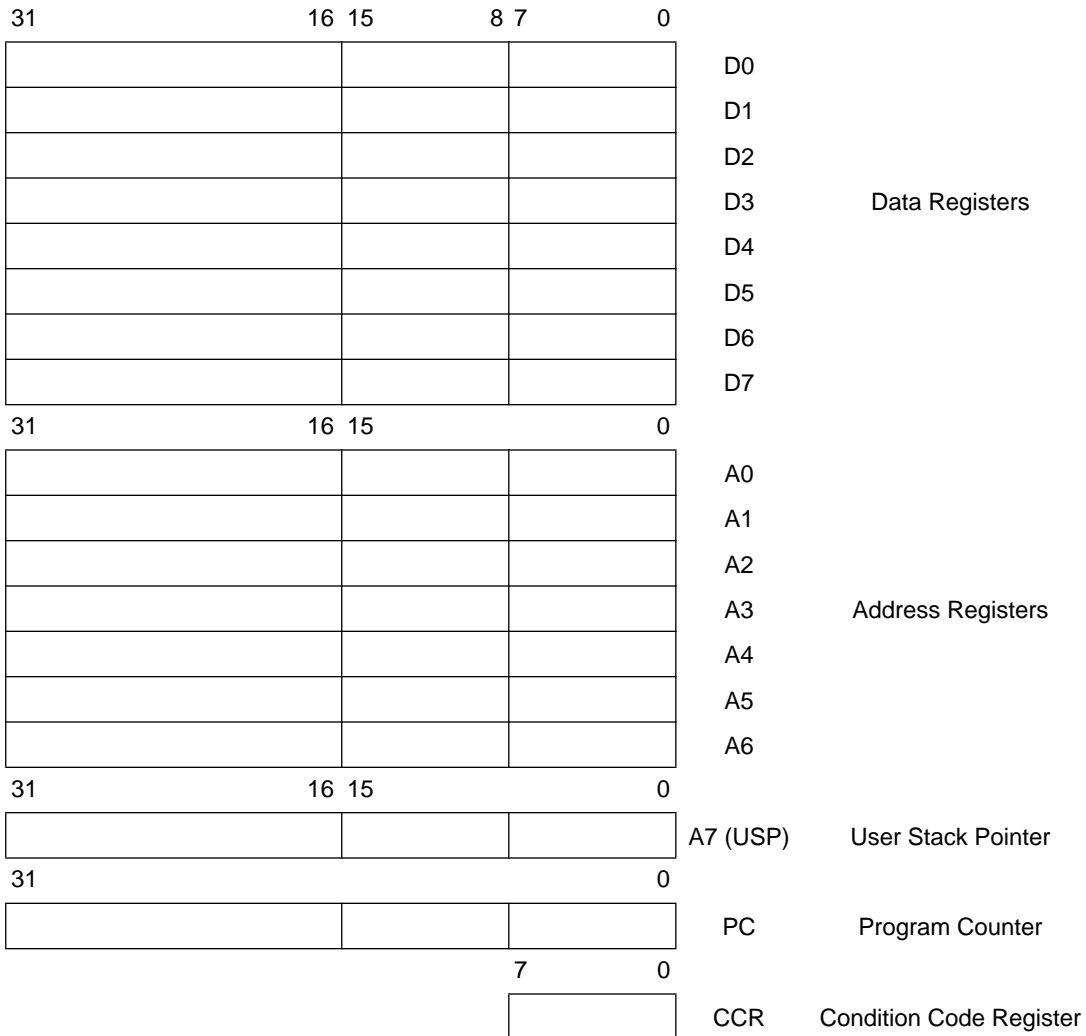 31 16 15 8 7 0
D0
D1
D2
D3 Data Registers
D4
D5
D6
D7
31 16 15 0
A0
A1
A2
A3 Address Registers
A4
A5
A6
31 16 15 0
A7 (USP) User Stack Pointer
31 0
PC Program Counter
7 0
CCR Condition Code Register